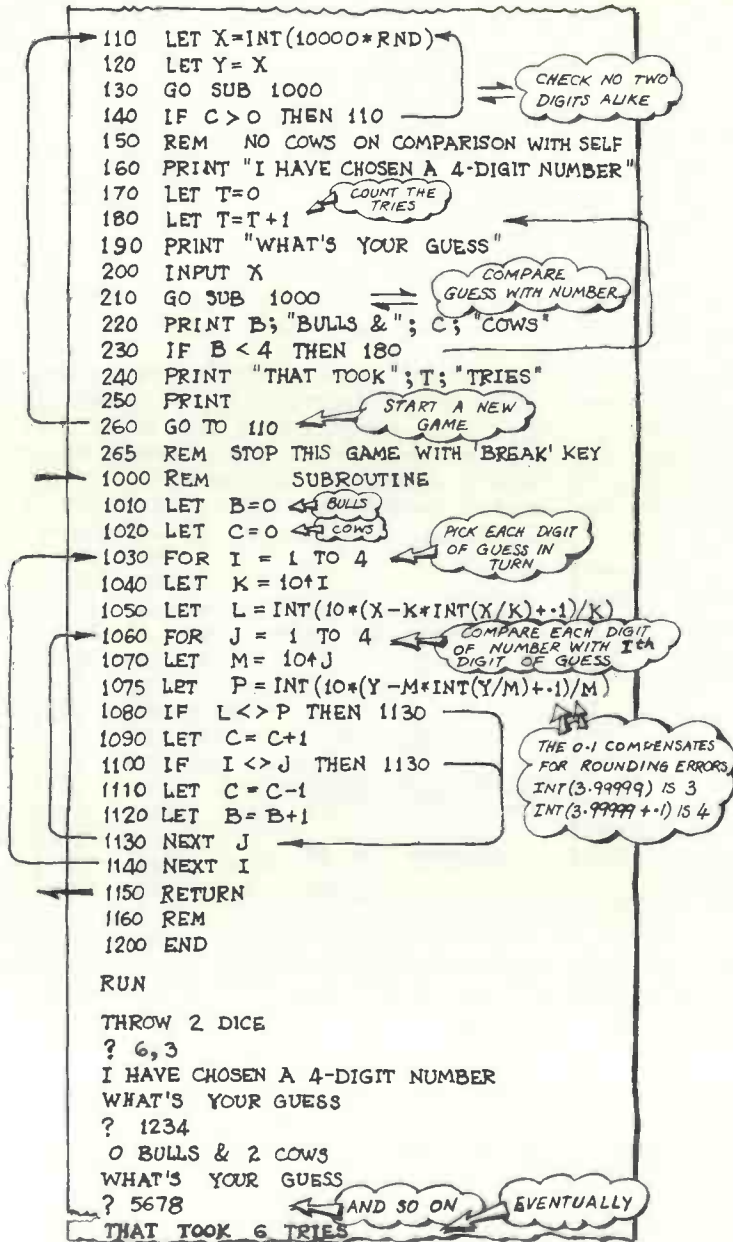 110 LET X=INT(10000*RND)
120 LET Y= X
130 GO SUB 1000
CHECK NO TWO
DIGITS ALIKE
140 IF C>0 THEN 110
150 REM NO COWS ON COMPARISON WITH SELF
160 PRINT "I HAVE CHOSEN A 4-DIGIT NUMBER"
170 LET T=0
COUNT THE
TRIES
180 LET T=T+1
190 PRINT "WHAT'S YOUR GUESS"
200 INPUT X
COMPARE
GUESS WITH NUMBER
210 GO SUB 1000
220 PRINT B; "BULLS &"; C; "COWS"
230 IF B<4 THEN 180
240 PRINT "THAT TOOK"; T; "TRIES"
250 PRINT
START A NEW
GAME
260 GO TO 110
265 REM STOP THIS GAME WITH 'BREAK' KEY
1000 REM SUBROUTINE
1010 LET B=0
BULLS
1020 LET C=0
COWS
1030 FOR I = 1 TO 4
PICK EACH DIGIT
OF GUESS IN
TURN
1040 LET K = 10↑I
1050 LET L = INT(10*(X-K*INT(X/K)+·1)/K)
1060 FOR J = 1 TO 4
COMPARE EACH DIGIT
OF NUMBER WITH Ith
DIGIT OF GUESS
1070 LET M= 10↑J
1075 LET P=INT(10*(Y-M*INT(Y/M)+·1)/M)
1080 IF L<>P THEN 1130
1090 LET C= C+1
THE 0·1 COMPENSATES
FOR ROUNDING ERRORS
INT(3·99999) IS 3
INT(3·99999+·1) IS 4
1100 IF I<>J THEN 1130
1110 LET C=C-1
1120 LET B=B+1
1130 NEXT J
1140 NEXT I
1150 RETURN
1160 REM
1200 END
RUN
THROW 2 DICE
? 6,3
I HAVE CHOSEN A 4-DIGIT NUMBER
WHAT'S YOUR GUESS
? 1234
0 BULLS & 2 COWS
WHAT'S YOUR GUESS
? 5678
AND SO ON
EVENTUALLY
THAT TOOK 6 TRIES